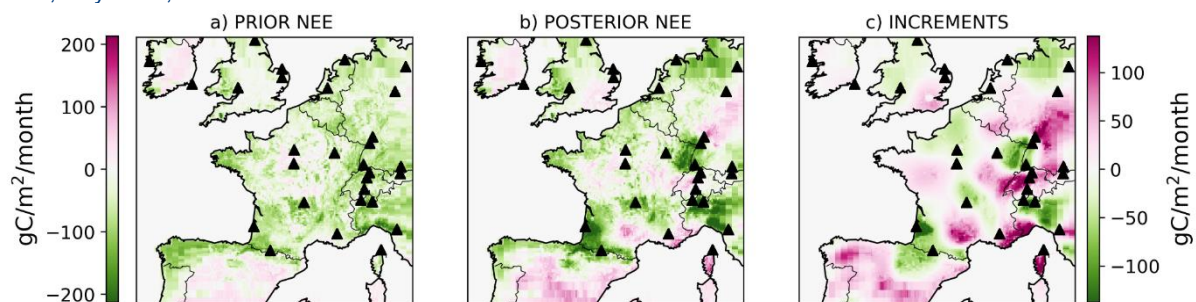 a) PRIOR NEE
b) POSTERIOR NEE
c) INCREMENTS
200
100
0
−100
−200
gC/m²/month
100
50
0
−50
−100
gC/m²/month